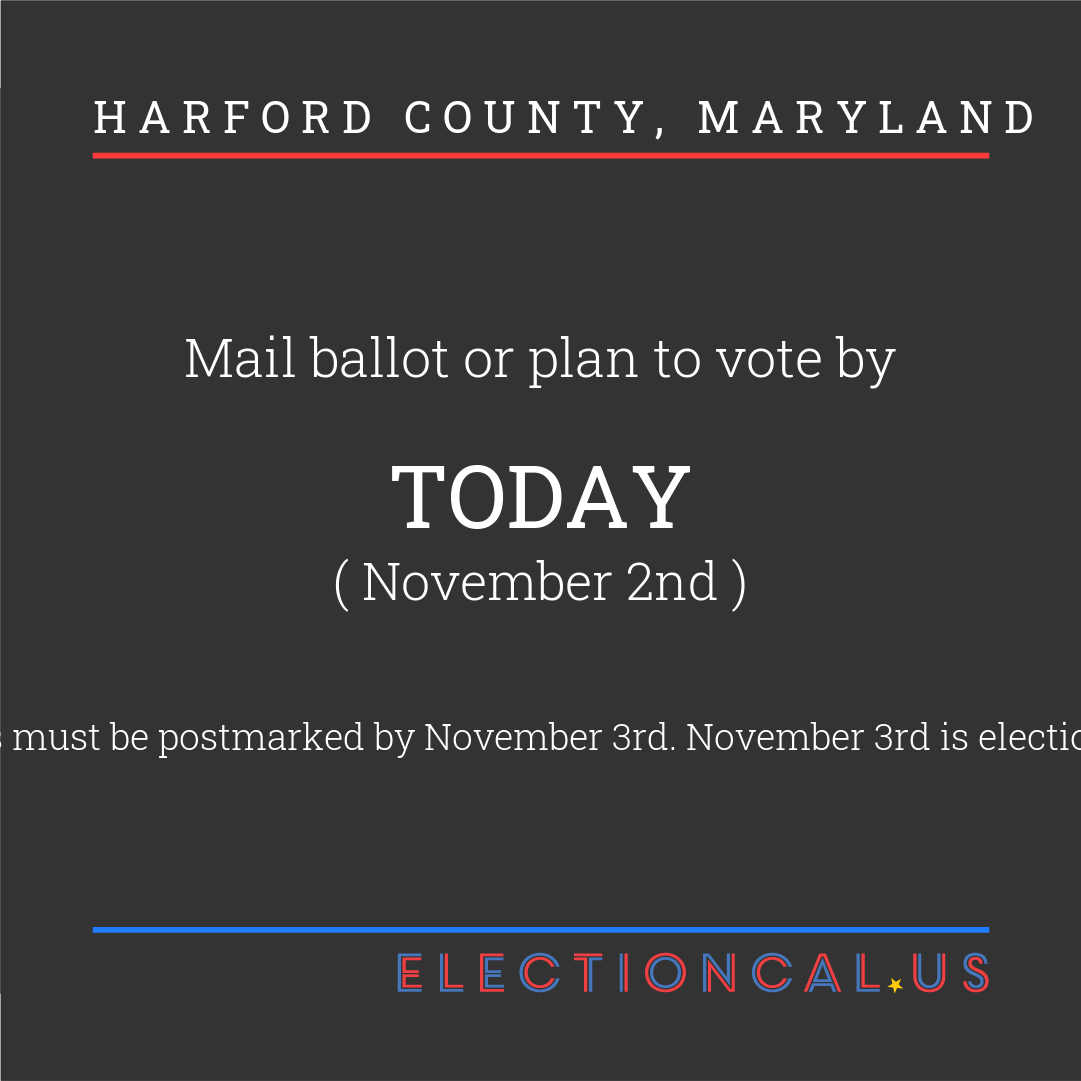 HARFORD COUNTY, MARYLAND
Mail ballot or plan to vote by
TODAY
( November 2nd )
must be postmarked by November 3rd. November 3rd is
ELECTIONCAL.US